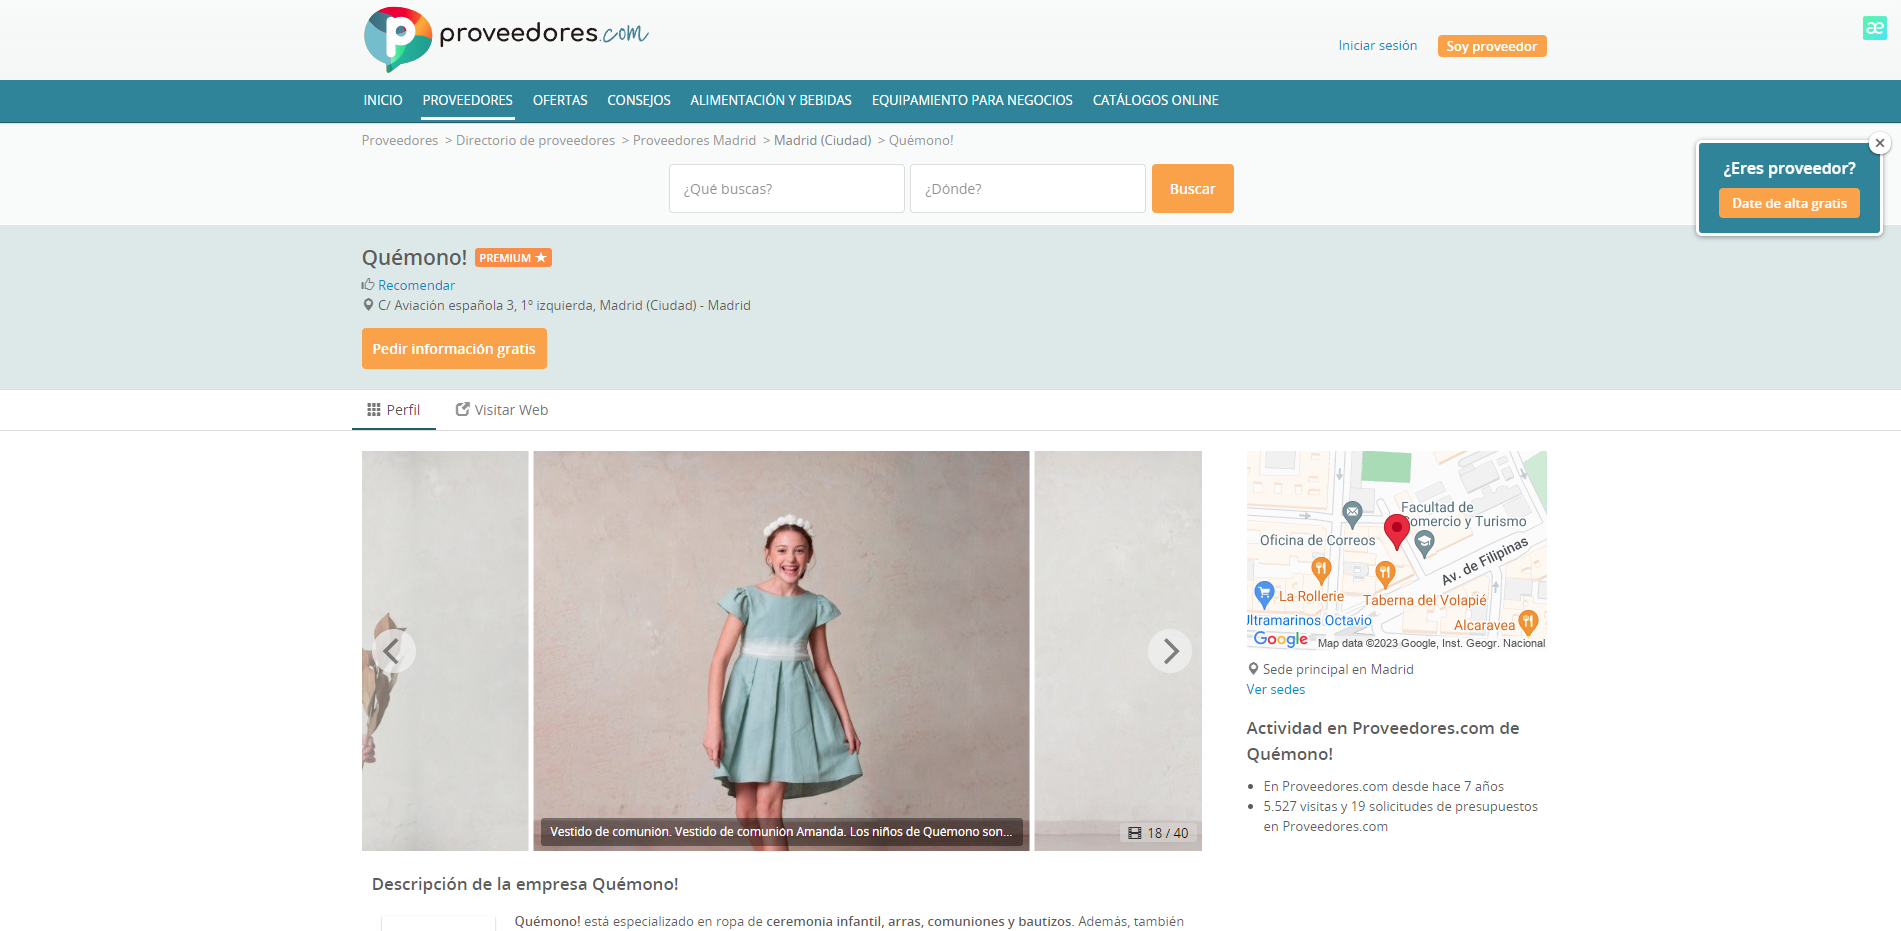 proveedores.com
æ
Iniciar sesión
Soy proveedor
INICIO PROVEEDORES OFERTAS CONSEJOS ALIMENTACIÓN Y BEBIDAS EQUIPAMIENTO PARA NEGOCIOS CATÁLOGOS ONLINE
Proveedores > Directorio de proveedores > Proveedores Madrid > Madrid (Ciudad) > Quémono!
¿Qué buscas?
¿Dónde?
Buscar
¿Eres proveedor?
Date de alta gratis
Quémono! PREMIUM
Recomendar
C/ Aviación española 3, 1º izquierda, Madrid (Ciudad) - Madrid
Pedir información gratis
Perfil
Visitar Web
Vestido de comunión. Vestido de comunión Amanda. Los niños de Quémono son...
18 / 40
Facultad de
Comercio y Turismo
Oficina de Correos
Av. de Filipinas
La Rollerie
Taberna del Volapié
Ultramarinos Octavio
Alcaravea
Google
Map data ©2023 Google, Inst. Geogr. Nacional
Sede principal en Madrid
Ver sedes
Actividad en Proveedores.com de
Quémono!
En Proveedores.com desde hace 7 años
5.527 visitas y 19 solicitudes de presupuestos
en Proveedores.com
Descripción de la empresa Quémono!
Quémono! está especializado en ropa de ceremonia infantil, arras, comuniones y bautizos. Además, también